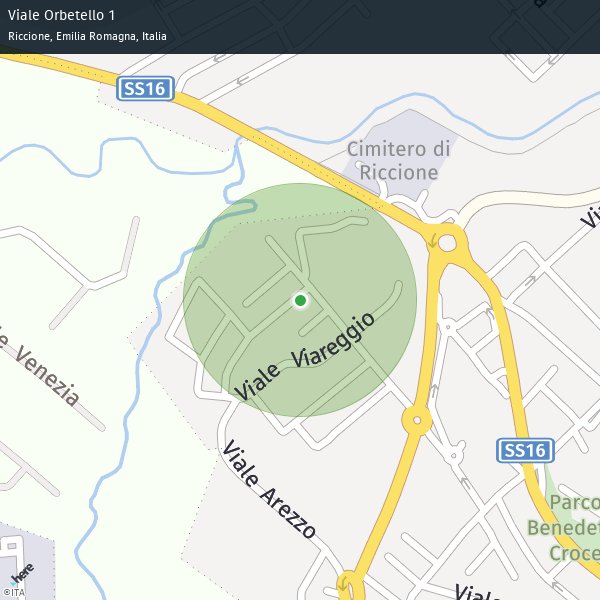 Viale Orbetello 1
Riccione, Emilia Romagna, Italia
SS16
Cimitero di
Riccione
Viale Viareggio
Viale Arezzo
SS16
Parco
Benedet
Croce
Viale
here
©ITA